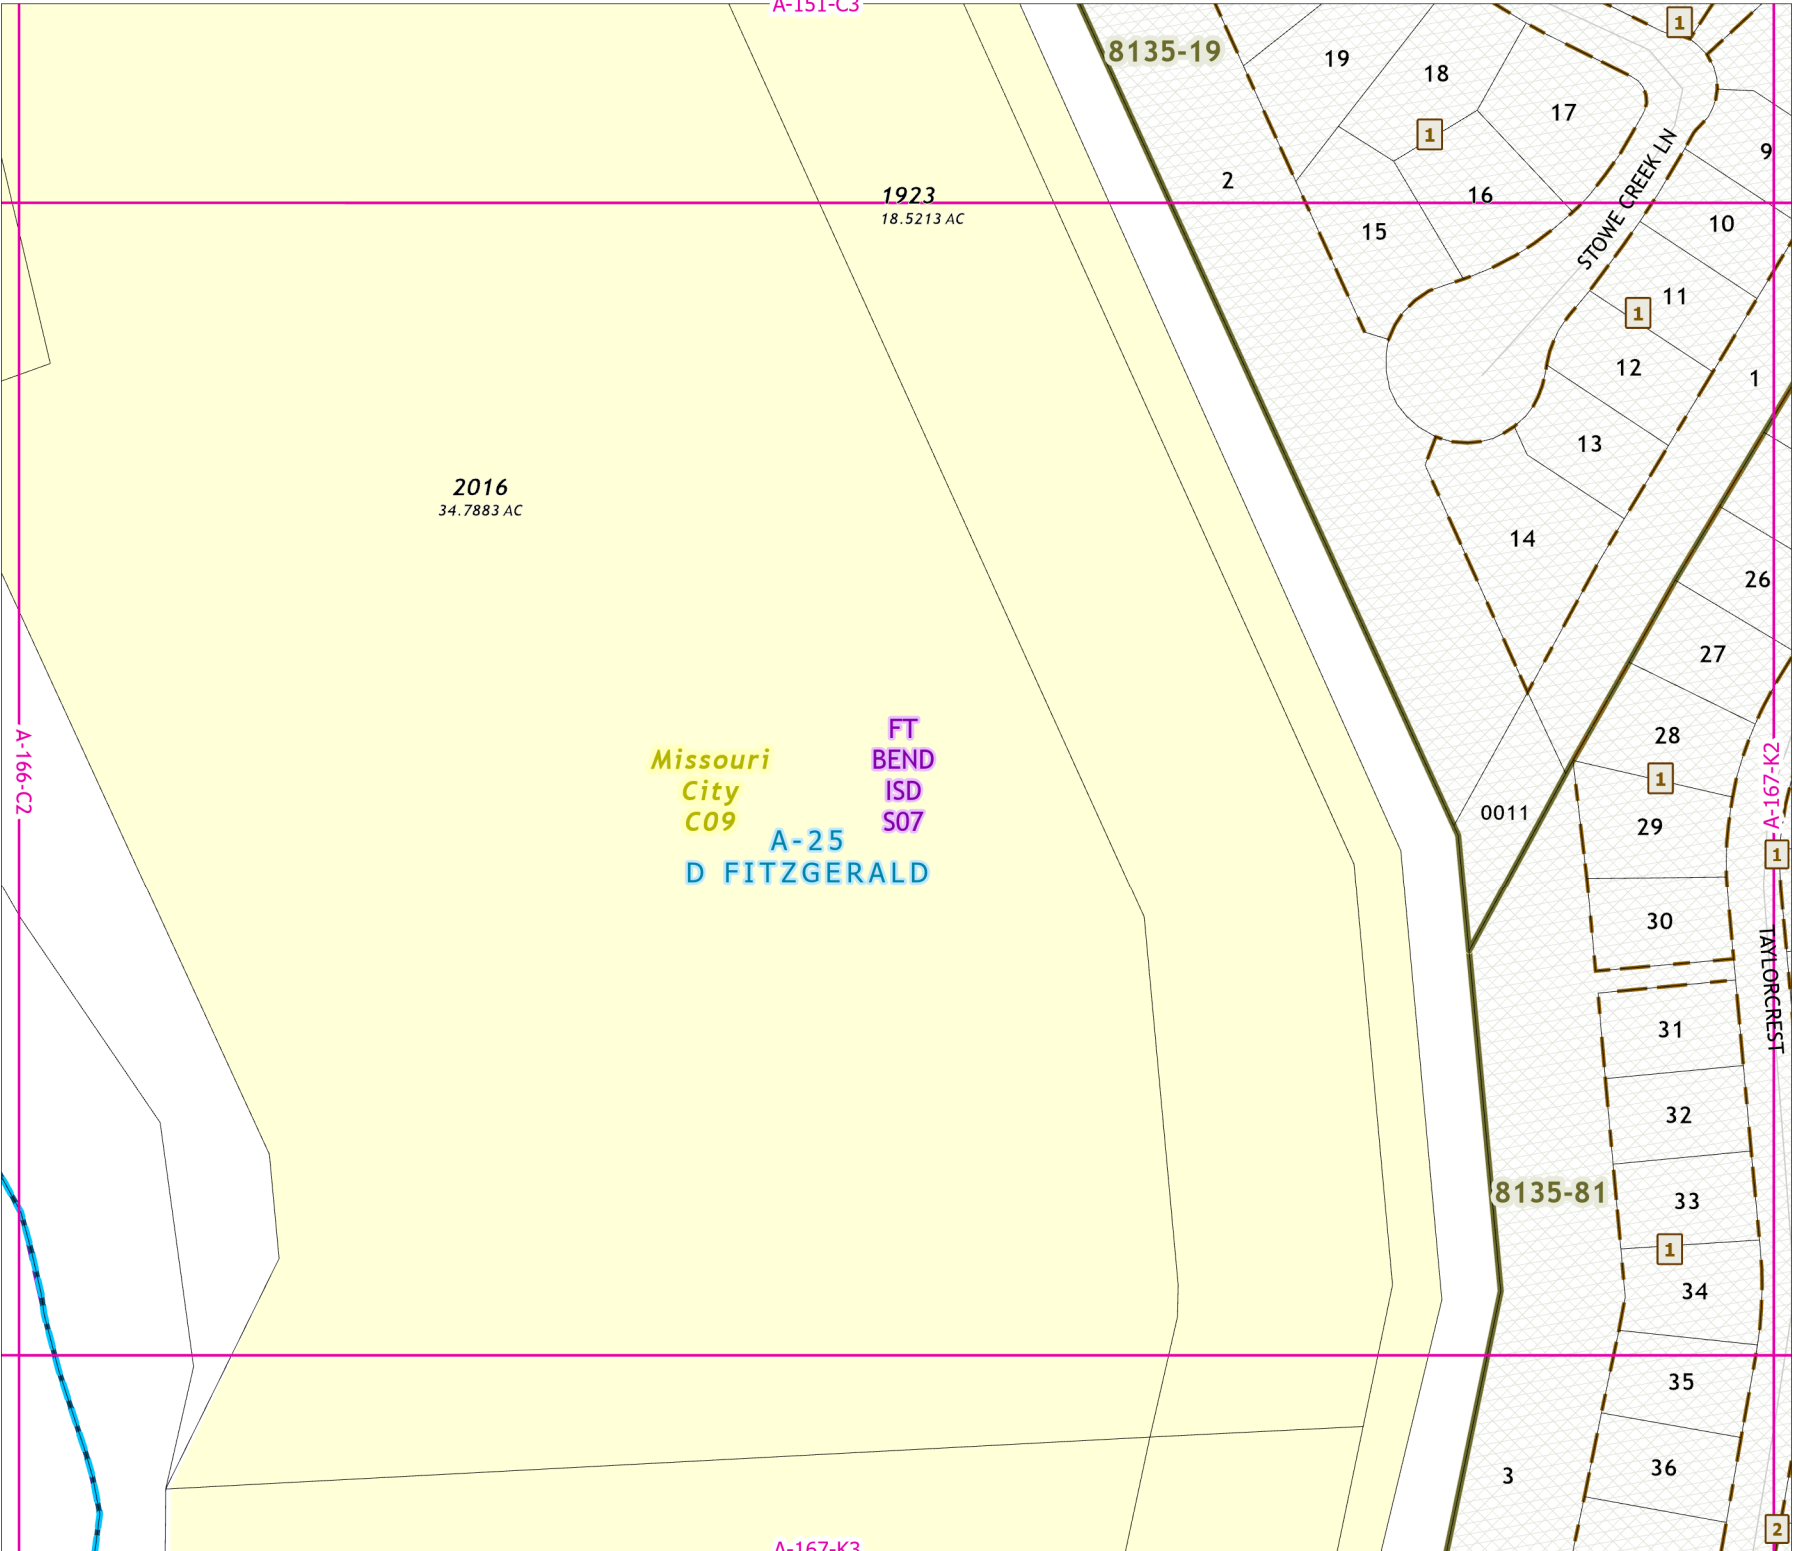 A-151-C3
8135-19
19
18
17
16
15
2
1
1
9
10
11
1
12
13
14
1
STOWE CREEK LN
1923
18.5213 AC
2016
34.7883 AC
Missouri
City
C09
FT
BEND
ISD
S07
A-25
D FITZGERALD
A-166-C2
A-167-K2
26
27
28
1
29
0011
30
1
TAYLORCREST
31
32
33
8135-81
1
34
35
36
3
2
A-167-K3